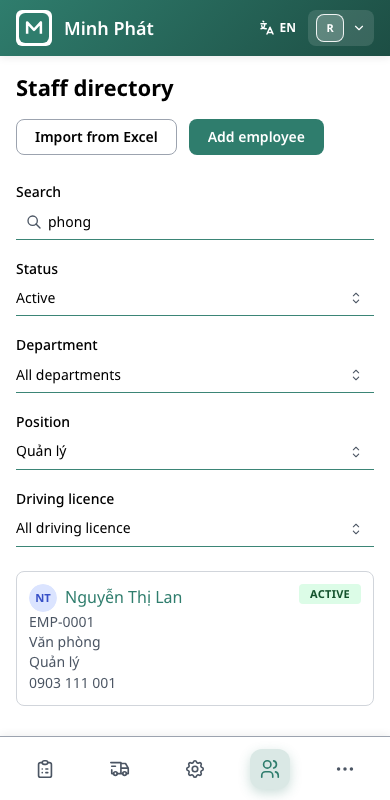 Minh Phát
EN
R
Staff directory
Import from Excel
Add employee
Search
phong
Status
Active
Department
All departments
Position
Quản lý
Driving licence
All driving licence
NT
Nguyễn Thị Lan
ACTIVE
EMP-0001
Văn phòng
Quản lý
0903 111 001